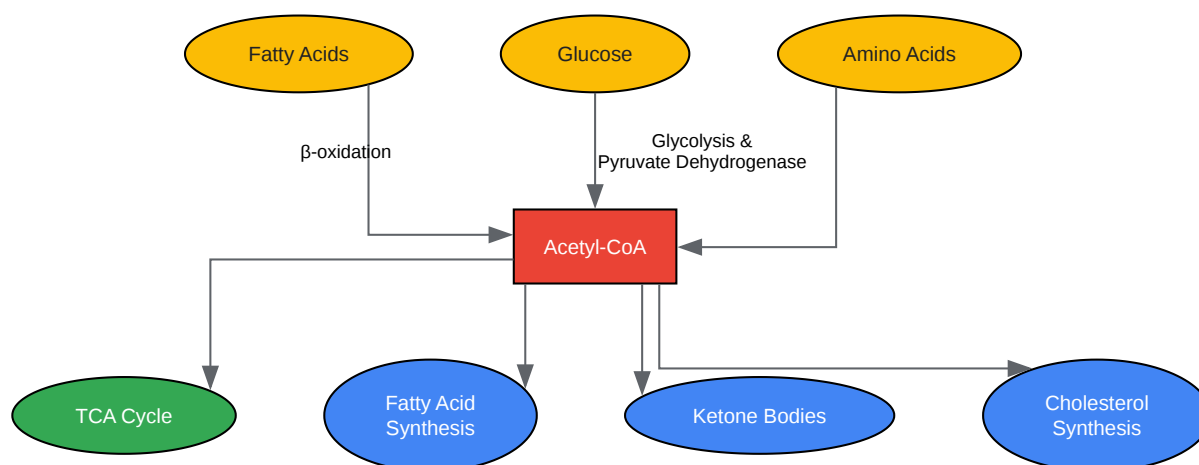 Fatty Acids
Glucose
Amino Acids
β-oxidation
Glycolysis &
Pyruvate Dehydrogenase
Acetyl-CoA
TCA Cycle
Fatty Acid
Synthesis
Ketone Bodies
Cholesterol
Synthesis